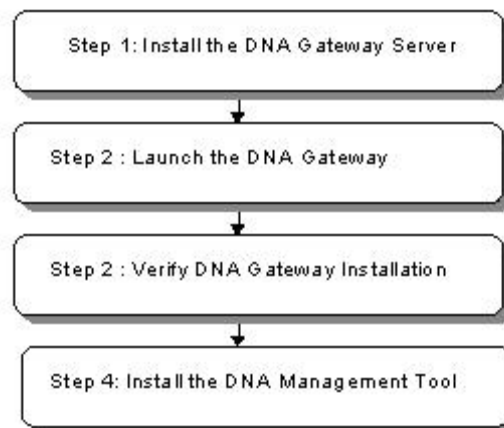 Step 1: Install the DNA Gateway Server
Step 2 : Launch the DNA Gateway
Step 2 : Verify DNA Gateway Installation
Step 4: Install the DNA Management Tool